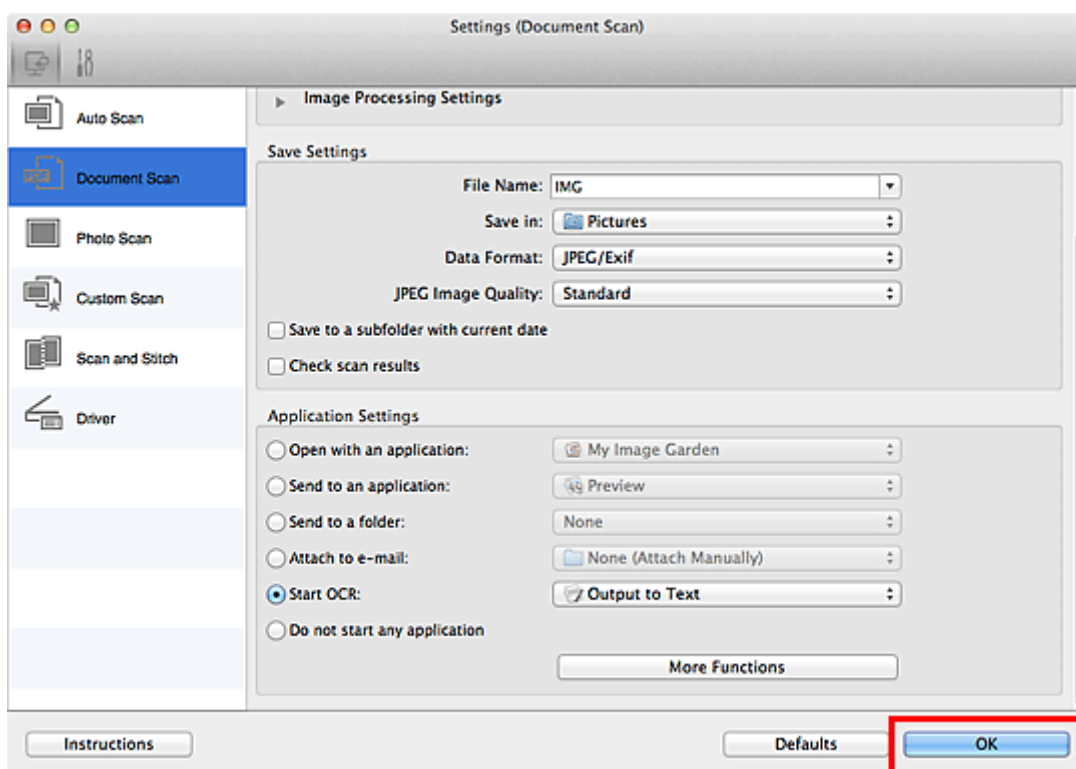 Settings (Document Scan)
Auto Scan
Document Scan
Photo Scan
Custom Scan
Scan and Stitch
Driver
Image Processing Settings
Save Settings
File Name: IMG
Save in: Pictures
Data Format: JPEG/Exif
JPEG Image Quality: Standard
Save to a subfolder with current date
Check scan results
Application Settings
Open with an application: My Image Garden
Send to an application: Preview
Send to a folder: None
Attach to e-mail: None (Attach Manually)
Start OCR: Output to Text
Do not start any application
More Functions
Instructions
Defaults
OK